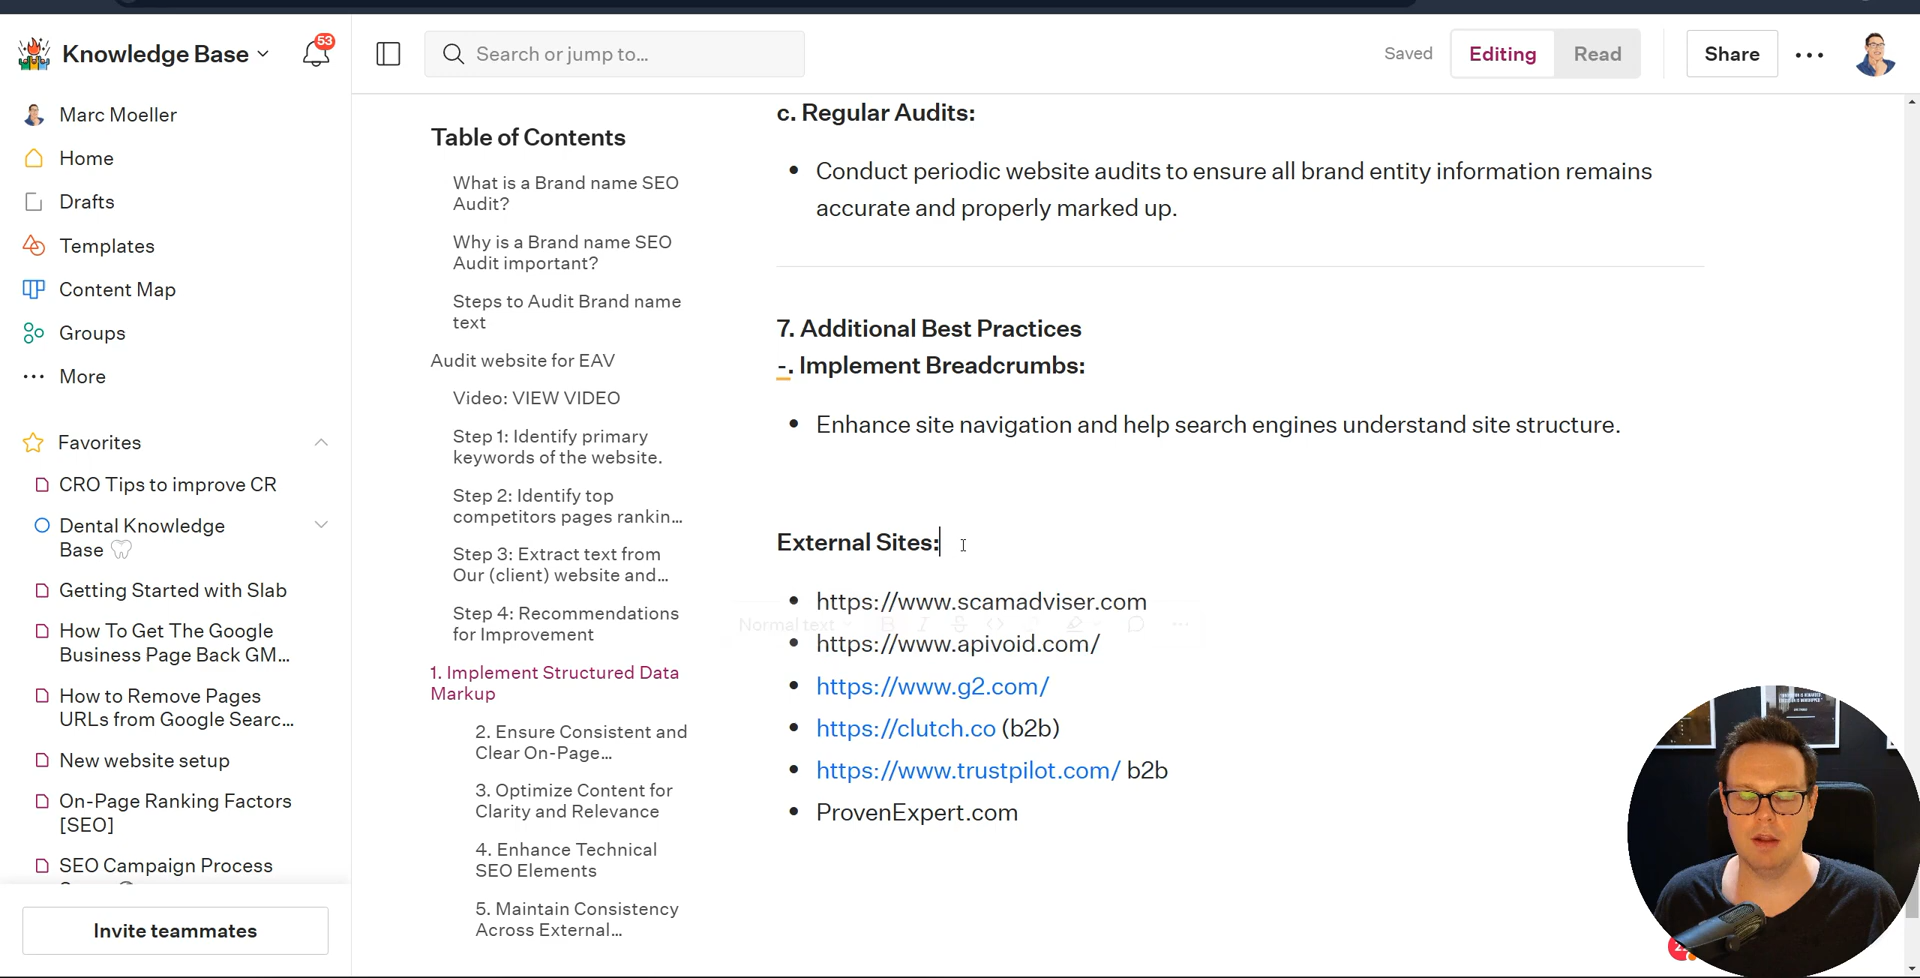 Knowledge Base
53
Search or jump to...
Saved
Editing
Read
Share
Marc Moeller
Home
Drafts
Templates
Content Map
Groups
More
Favorites
CRO Tips to improve CR
Dental Knowledge
Base
Getting Started with Slab
How To Get The Google
Business Page Back GM...
How to Remove Pages
URLs from Google Searc...
New website setup
On-Page Ranking Factors
[SEO]
SEO Campaign Process
Invite teammates
Table of Contents
What is a Brand name SEO
Audit?
Why is a Brand name SEO
Audit important?
Steps to Audit Brand name
text
Audit website for EAV
Video: VIEW VIDEO
Step 1: Identify primary
keywords of the website.
Step 2: Identify top
competitors pages rankin...
Step 3: Extract text from
Our (client) website and...
Step 4: Recommendations
for Improvement
1. Implement Structured Data
Markup
2. Ensure Consistent and
Clear On-Page...
3. Optimize Content for
Clarity and Relevance
4. Enhance Technical
SEO Elements
5. Maintain Consistency
Across External...
c. Regular Audits:
• Conduct periodic website audits to ensure all brand entity information remains
accurate and properly marked up.
7. Additional Best Practices
-. Implement Breadcrumbs:
• Enhance site navigation and help search engines understand site structure.
External Sites:
• https://www.scamadviser.com
Normal text
• https://www.apivoid.com/
• https://www.g2.com/
• https://clutch.co (b2b)
• https://www.trustpilot.com/ b2b
• ProvenExpert.com